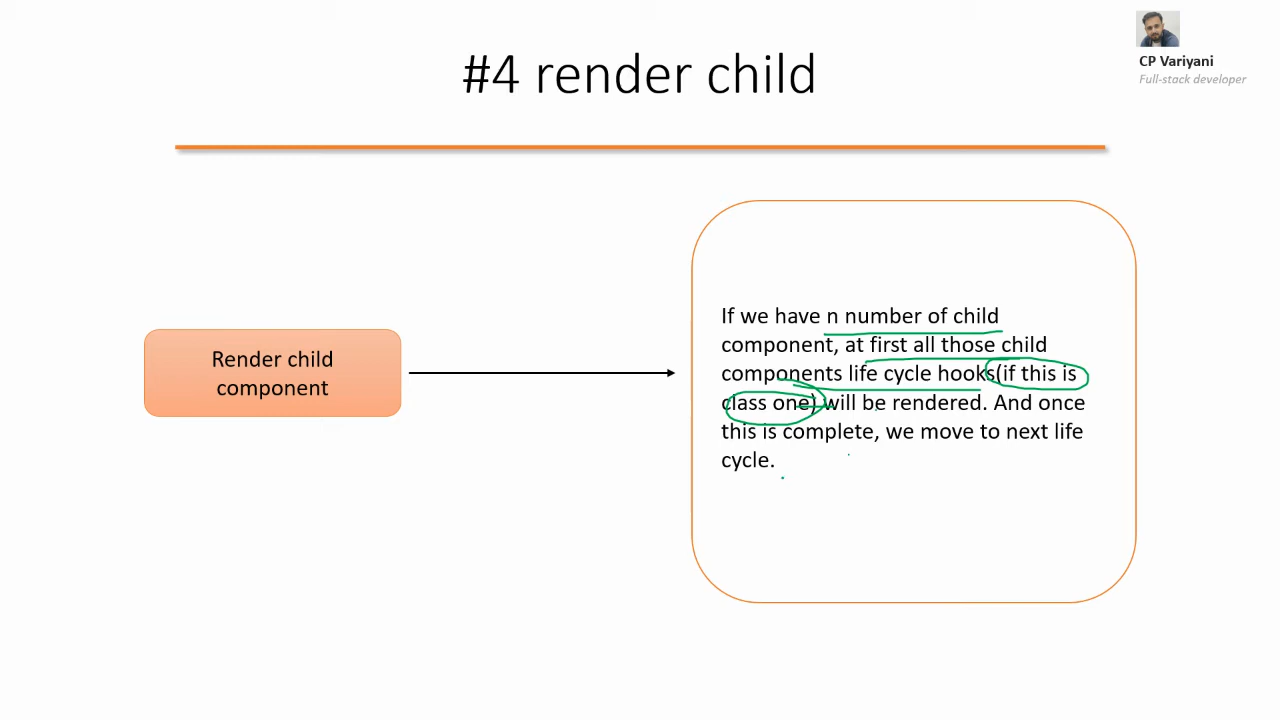 #4 render child
CP Variyani
Full-stack developer
Render child
component
If we have n number of child
component, at first all those child
components life cycle hooks(if this is
class one) will be rendered. And once
this is complete, we move to next life
cycle.